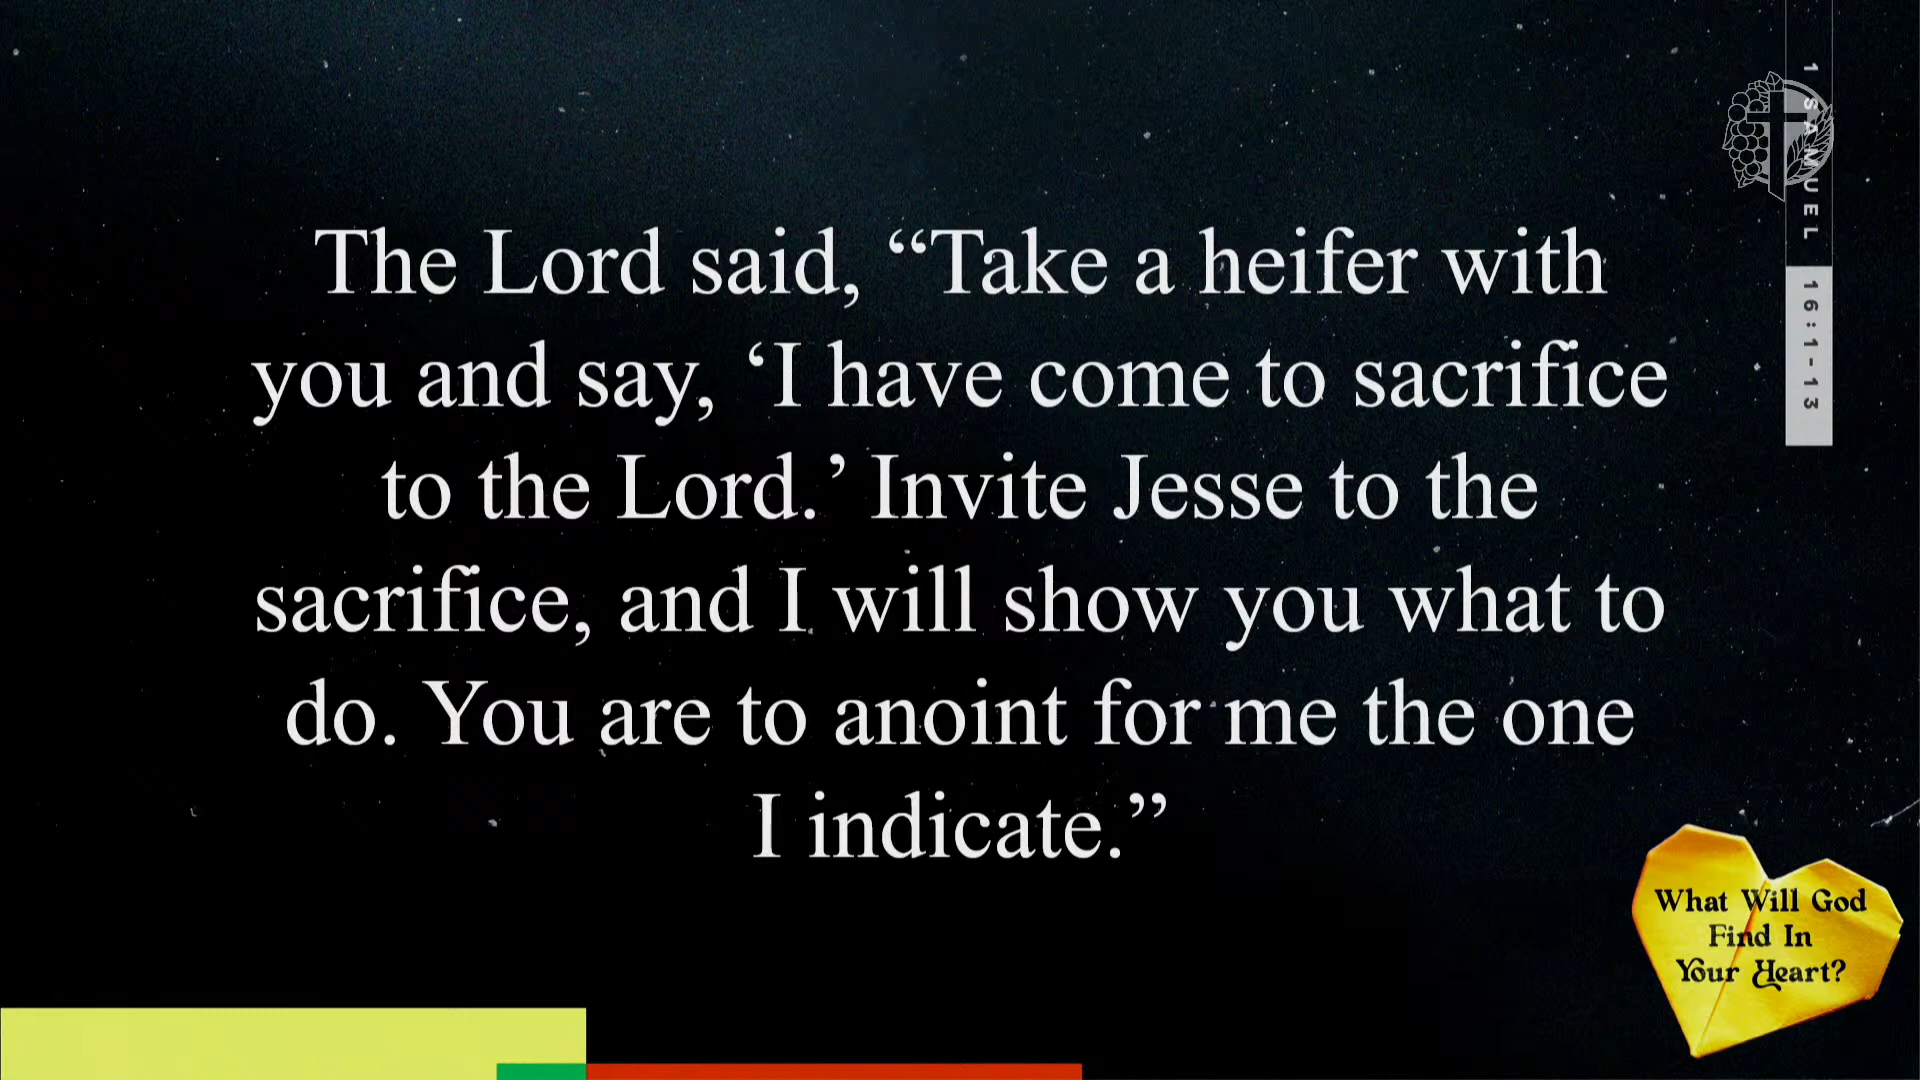 The Lord said, “Take a heifer with
you and say, ‘I have come to sacrifice
to the Lord.’ Invite Jesse to the
sacrifice, and I will show you what to
do. You are to anoint for me the one
I indicate.”
1 SAMUEL 16:1-13
What Will God
Find In
Your Heart?